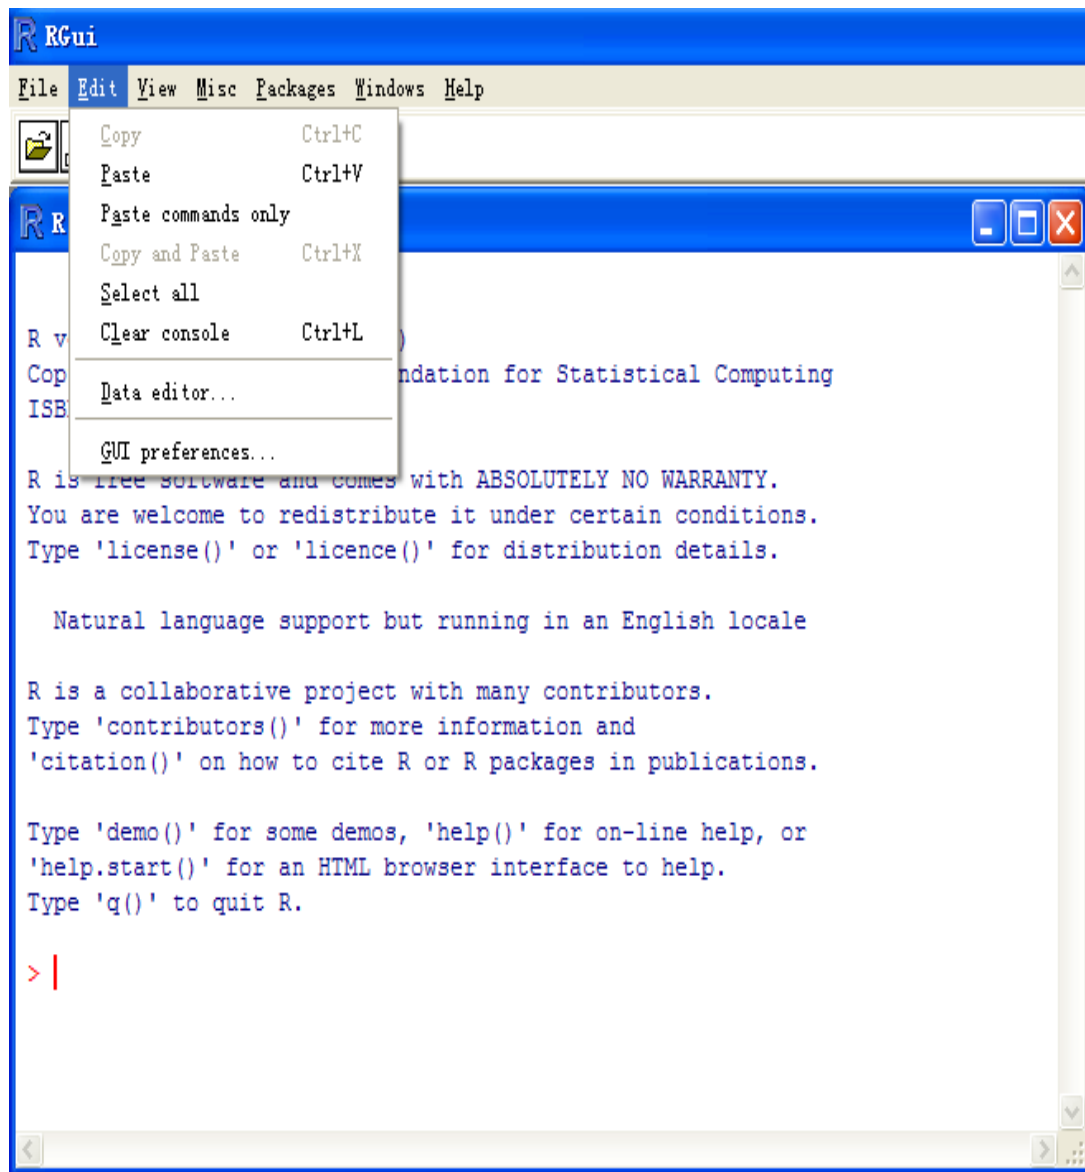 RGui
File Edit View Misc Packages Windows Help
Copy Ctrl+C
Paste Ctrl+V
Paste commands only
Copy and Paste Ctrl+X
Select all
Clear console Ctrl+L
Data editor...
GUI preferences...
R
R v )
Cop ndation for Statistical Computing
ISB
R is free software and comes with ABSOLUTELY NO WARRANTY.
You are welcome to redistribute it under certain conditions.
Type 'license()' or 'licence()' for distribution details.
Natural language support but running in an English locale
R is a collaborative project with many contributors.
Type 'contributors()' for more information and
'citation()' on how to cite R or R packages in publications.
Type 'demo()' for some demos, 'help()' for on-line help, or
'help.start()' for an HTML browser interface to help.
Type 'q()' to quit R.
>